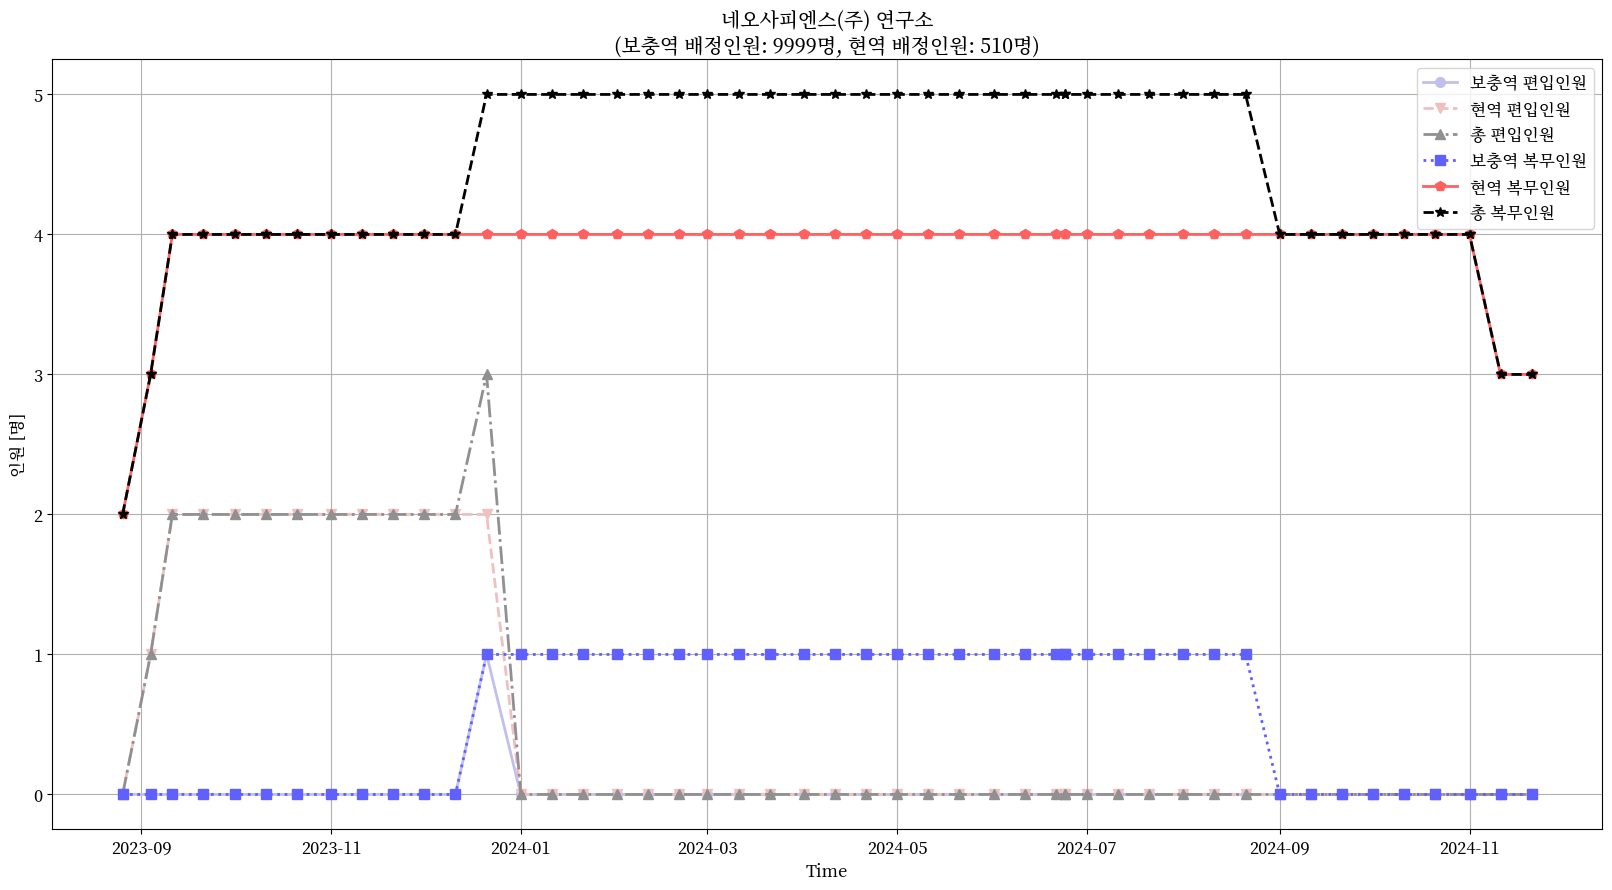 네오사피엔스(주) 연구소
(보충역 배정인원: 9999명, 현역 배정인원: 510명)
보충역 편입인원
현역 편입인원
총 편입인원
보충역 복무인원
현역 복무인원
총 복무인원
인원 [명]
5
4
3
2
1
0
2023-09 2023-11 2024-01 2024-03 2024-05 2024-07 2024-09 2024-11
Time